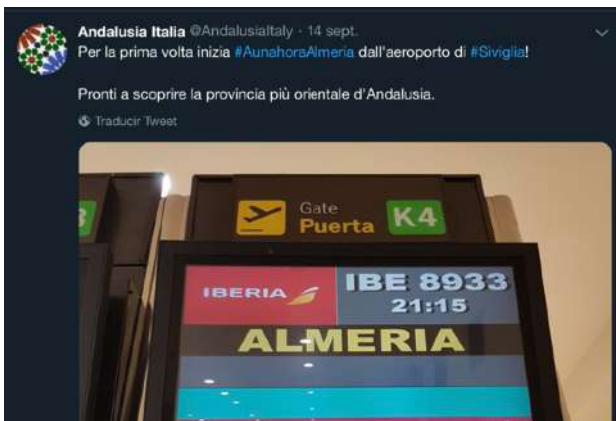 Andalusia Italia @AndalusiaItaly · 14 sept.
Per la prima volta inizia #AunahoraAlmeria dall'aeroporto di #Siviglia!
Pronti a scoprire la provincia più orientale d'Andalusia.
Traducir Tweet
Gate
Puerta K4
IBERIA IBE 8933
21:15
ALMERIA